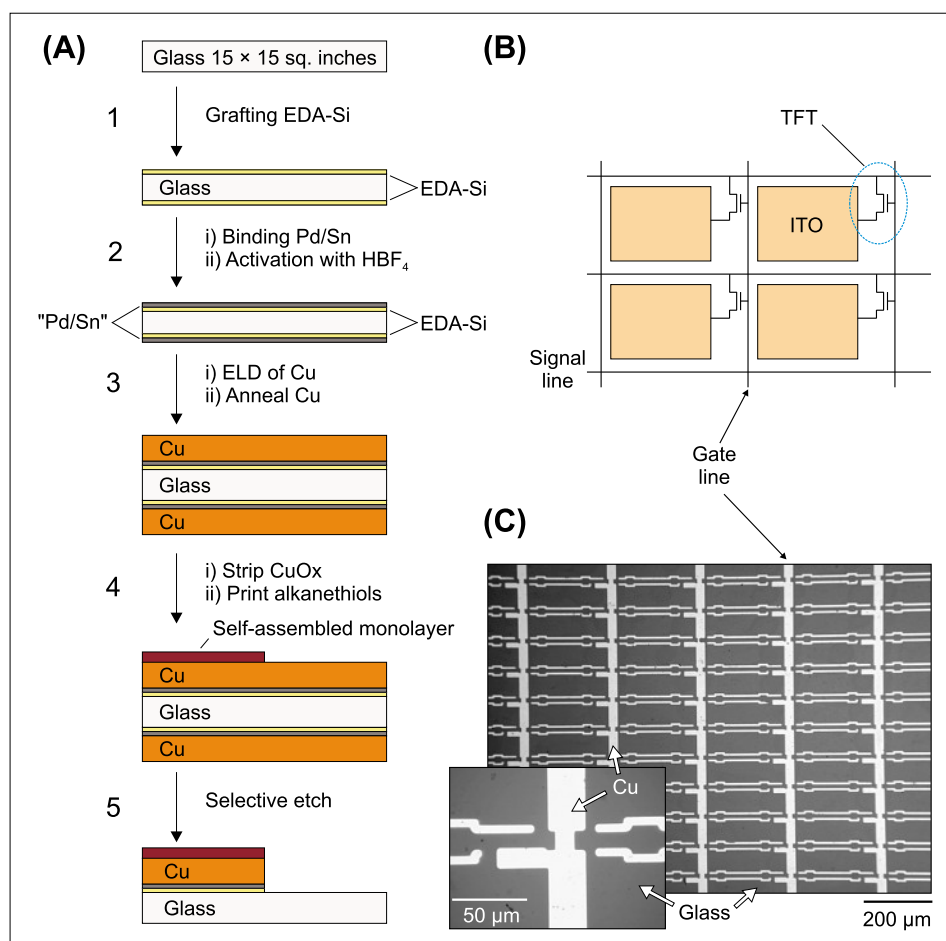 (A)
Glass 15 × 15 sq. inches
1
Grafting EDA-Si
Glass
EDA-Si
2
i) Binding Pd/Sn
ii) Activation with HBF₄
"Pd/Sn"
EDA-Si
3
i) ELD of Cu
ii) Anneal Cu
Cu
Glass
Cu
4
i) Strip CuOx
ii) Print alkanethiols
Self-assembled monolayer
Cu
Glass
Cu
5
Selective etch
Cu
Glass
(B)
TFT
ITO
Signal
line
Gate
line
(C)
Cu
50 μm
Glass
200 μm